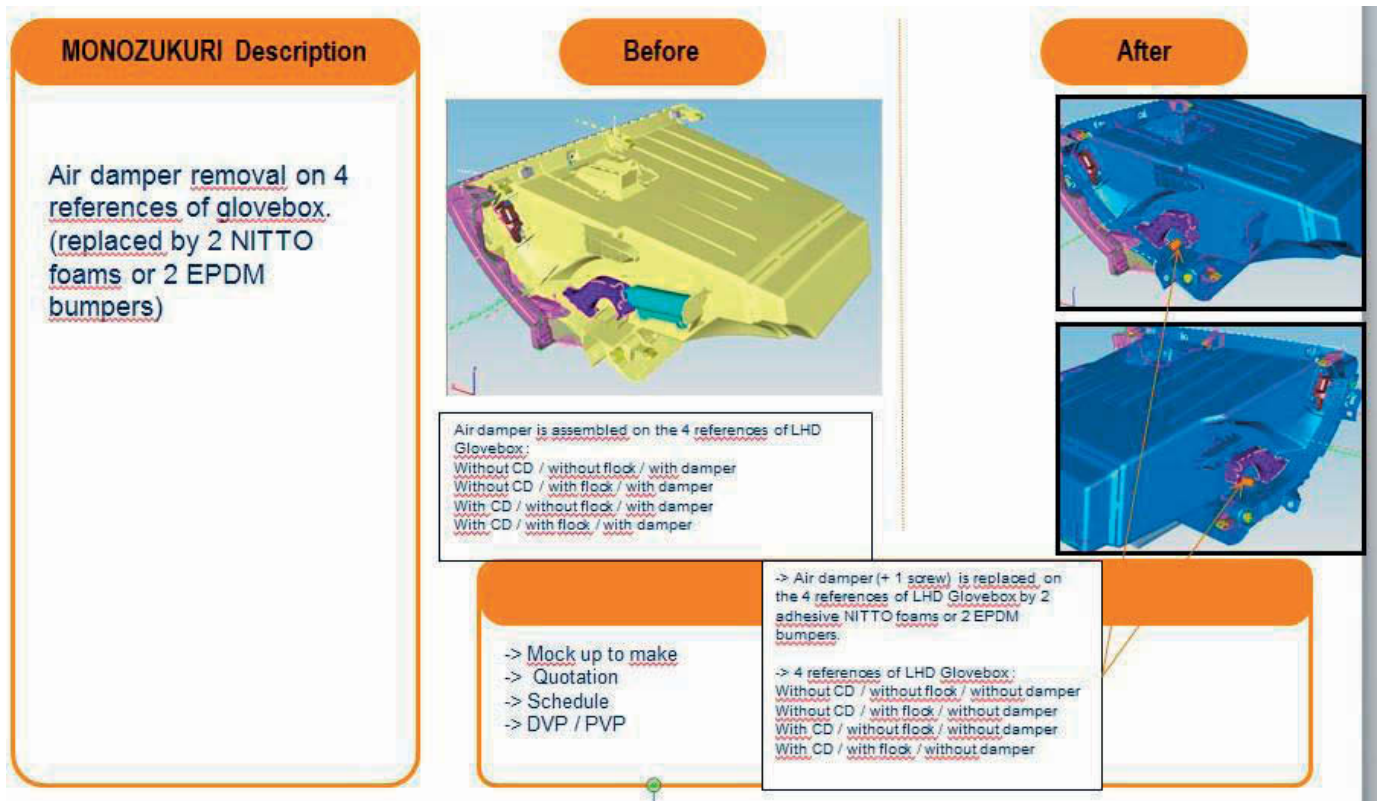 MONOZUKURI Description
Air damper removal on 4
references of glovebox.
(replaced by 2 NITTO
foams or 2 EPDM
bumpers)
Before
Air damper is assembled on the 4 references of LHD
Glovebox :
Without CD / without flock / with damper
Without CD / with flock / with damper
With CD / without flock / with damper
With CD / with flock / with damper
After
-> Mock up to make
-> Quotation
-> Schedule
-> DVP / PVP
-> Air damper (+ 1 screw) is replaced on
the 4 references of LHD Glovebox by 2
adhesive NITTO foams or 2 EPDM
bumpers.
-> 4 references of LHD Glovebox :
Without CD / without flock / without damper
Without CD / with flock / without damper
With CD / without flock / without damper
With CD / with flock / without damper